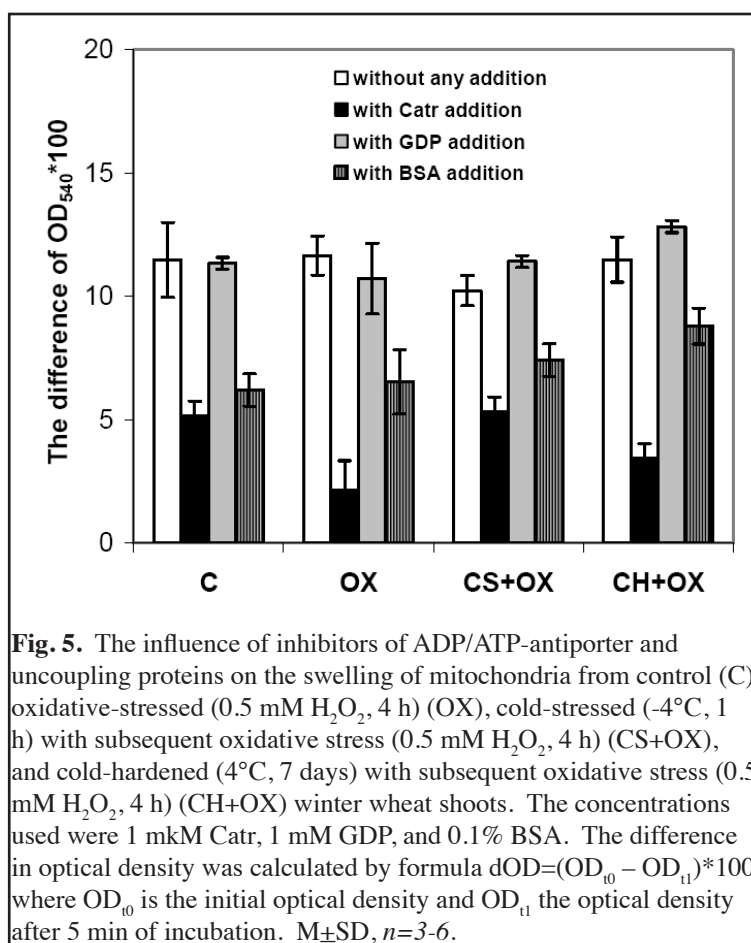 20
15
10
5
0
The difference of OD540*100
without any addition
with Catr addition
with GDP addition
with BSA addition
C OX CS+OX CH+OX
Fig. 5. The influence of inhibitors of ADP/ATP-antiporter and
uncoupling proteins on the swelling of mitochondria from control (C)
oxidative-stressed (0.5 mM H2O2, 4 h) (OX), cold-stressed (-4°C, 1
h) with subsequent oxidative stress (0.5 mM H2O2, 4 h) (CS+OX),
and cold-hardened (4°C, 7 days) with subsequent oxidative stress (0.5
mM H2O2, 4 h) (CH+OX) winter wheat shoots. The concentrations
used were 1 mkM Catr, 1 mM GDP, and 0.1% BSA. The difference
in optical density was calculated by formula dOD=(ODt0 – ODt1)*100
where ODt0 is the initial optical density and ODt1 the optical density
after 5 min of incubation. M±SD, n=3-6.